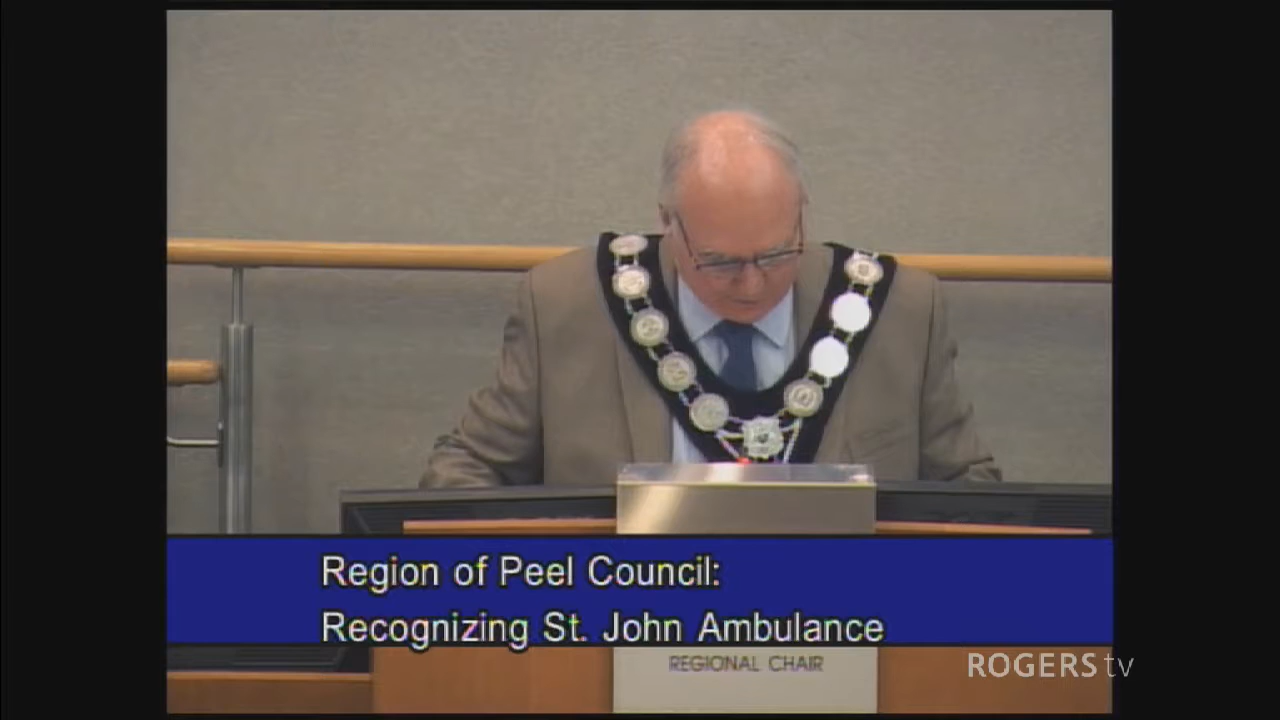 Region of Peel Council:
Recognizing St. John Ambulance
REGIONAL CHAIR
ROGERS tv